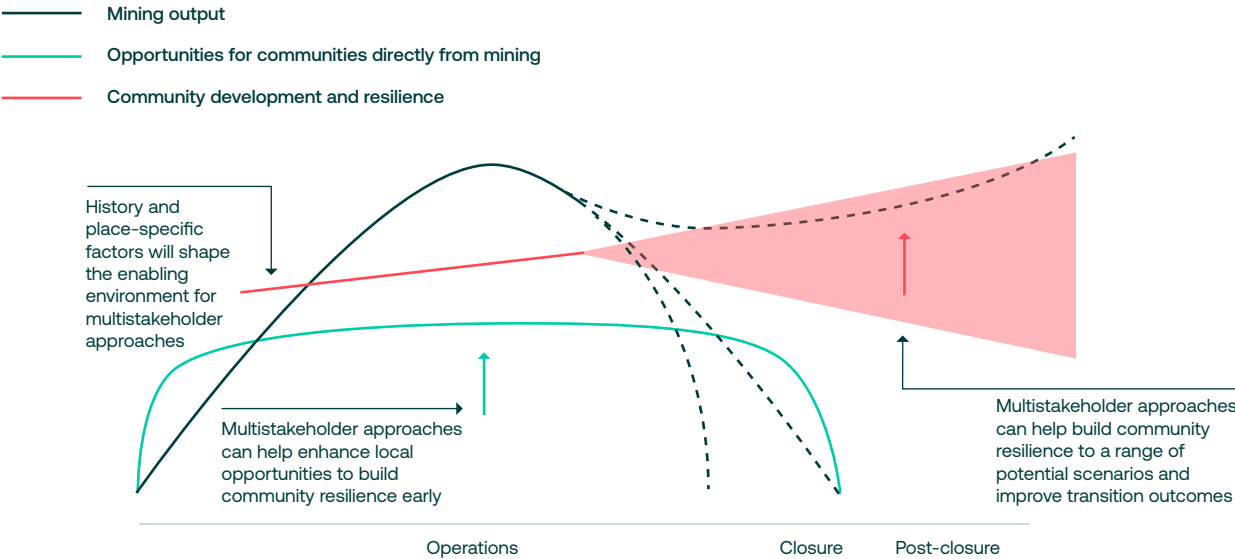 Mining output
Opportunities for communities directly from mining
Community development and resilience
History and
place-specific
factors will shape
the enabling
environment for
multistakeholder
approaches
Multistakeholder approaches
can help enhance local
opportunities to build
community resilience early
Multistakeholder approaches
can help build community
resilience to a range of
potential scenarios and
improve transition outcomes
Operations
Closure
Post-closure